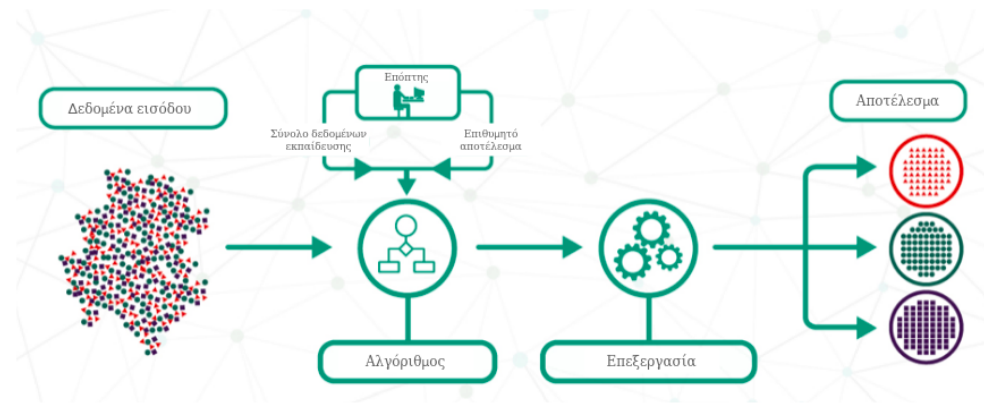 Δεδομένα εισόδου
Επόπτης
Σύνολο δεδομένων
εκπαίδευσης
Επιθυμητό
αποτέλεσμα
Αποτέλεσμα
Αλγόριθμος
Επεξεργασία